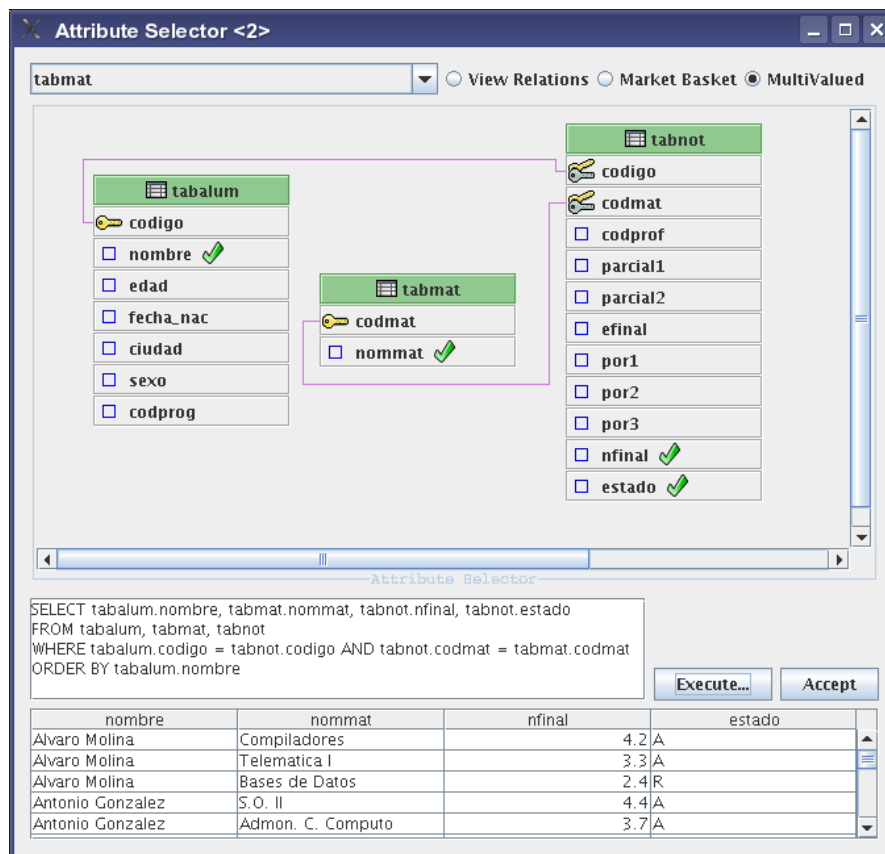 Attribute Selector <2>
tabmat
View Relations
Market Basket
MultiValued
tabalum
codigo
nombre
edad
fecha_nac
ciudad
sexo
codprog
tabmat
codmat
nommat
tabnot
codigo
codmat
codprof
parcial1
parcial2
efinal
por1
por2
por3
nfinal
estado
Attribute Selector
SELECT tabalum.nombre, tabmat.nommat, tabnot.nfinal, tabnot.estado
FROM tabalum, tabmat, tabnot
WHERE tabalum.codigo = tabnot.codigo AND tabnot.codmat = tabmat.codmat
ORDER BY tabalum.nombre
Execute...
Accept
nombre nommat nfinal estado
Alvaro Molina Compiladores 4.2 A
Alvaro Molina Telematica I 3.3 A
Alvaro Molina Bases de Datos 2.4 R
Antonio Gonzalez S.O. II 4.4 A
Antonio Gonzalez Admon. C. Computo 3.7 A